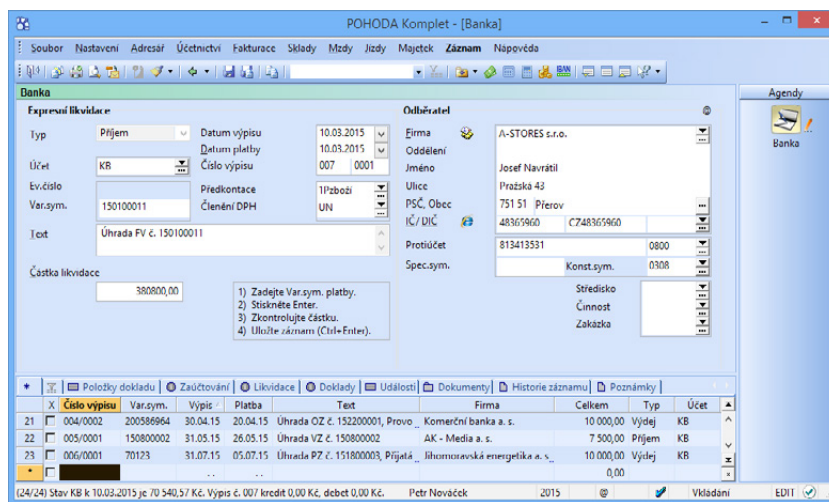 POHODA Komplet - [Banka]
Soubor Nastavení Adresář Účetnictví Fakturace Sklady Mzdy Jízdy Majetek Záznam Nápověda
Banka
Agendy
Banka
Expresní likvidace
Odběratel
Typ Příjem Datum výpisu 10.03.2015
Firma A-STORES s.r.o.
Datum platby 10.03.2015
Oddělení
Účet KB Číslo výpisu 007 0001
Jméno Josef Navrátil
Ev.číslo Předkontace 1Pzboží
Ulice Pražská 43
Var.sym. 150100011 Členění DPH UN
PSČ, Obec 751 51 Přerov
IČ/DIČ 48365960 CZ48365960
Text Úhrada FV č. 150100011
Protiúčet 813413531 0800
Spec.sym. Konst.sym. 0308
Částka likvidace
380800,00
1) Zadejte Var.sym. platby.
2) Stiskněte Enter.
3) Zkontrolujte částku.
4) Uložte záznam (Ctrl+Enter).
Středisko
Činnost
Zakázka
* Položky dokladu Zaúčtování Likvidace Doklady Události Dokumenty Historie záznamu Poznámky
X Číslo výpisu Var.sym. Výpis Platba Text Firma Celkem Typ Účet
21 004/0002 200586964 30.04.15 20.04.15 Úhrada OZ č. 152200001, Provo Komerční banka a. s. 10 000,00 Výdej KB
22 005/0001 150800002 31.05.15 26.05.15 Úhrada VZ č. 150800002 AK - Media a. s. 7 500,00 Příjem KB
23 006/0001 70123 31.07.15 05.07.15 Úhrada PZ č. 151800003, Přijatá Jihomoravská energetika a. s. 10 000,00 Výdej KB
* .. .. 0,00
(24/24) Stav KB k 10.03.2015 je 70 540,57 Kč. Výpis č. 007 kredit 0,00 Kč, debet 0,00 Kč. Petr Nováček 2015 @ Vkládání EDIT